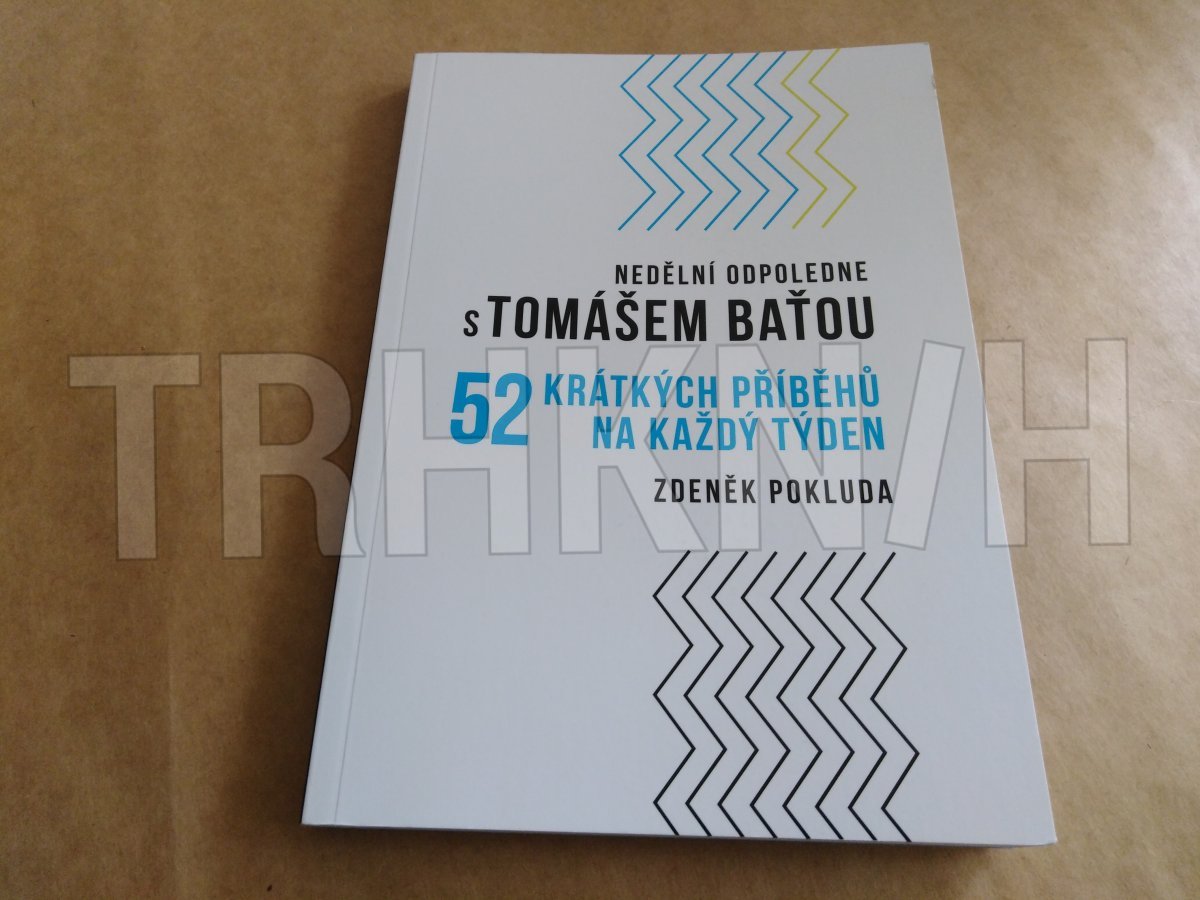 NEDĚLNÍ ODPOLEDNE
S TOMÁŠEM BAŤOU
52 KRÁTKÝCH PŘÍBĚHŮ
NA KAŽDÝ TÝDEN
ZDENĚK POKLUDA
TRHKNIH